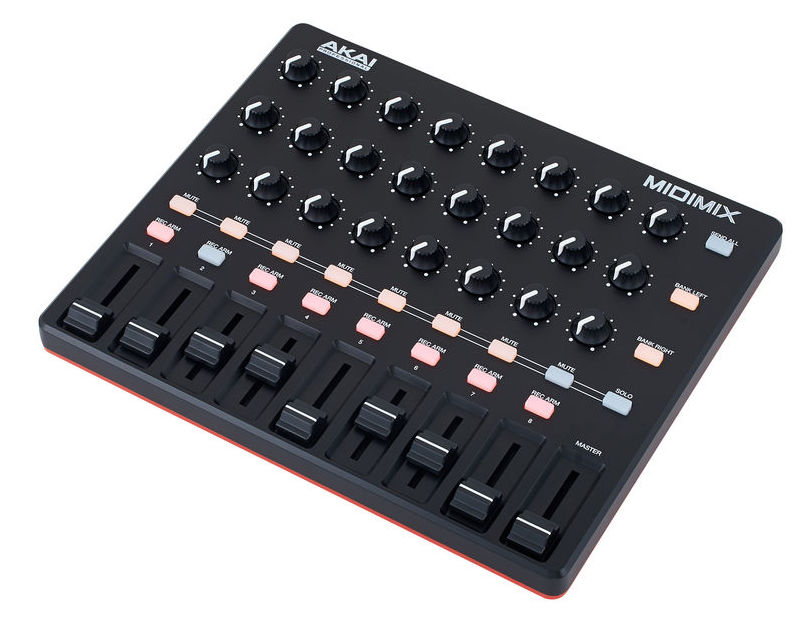 AKAI
PROFESSIONAL
MIDIMIX
SEND ALL
BANK LEFT
BANK RIGHT
MUTE
MUTE
MUTE
MUTE
MUTE
MUTE
MUTE
MUTE
SOLO
REC ARM
REC ARM
REC ARM
REC ARM
REC ARM
REC ARM
REC ARM
REC ARM
1
2
3
4
5
6
7
8
MASTER